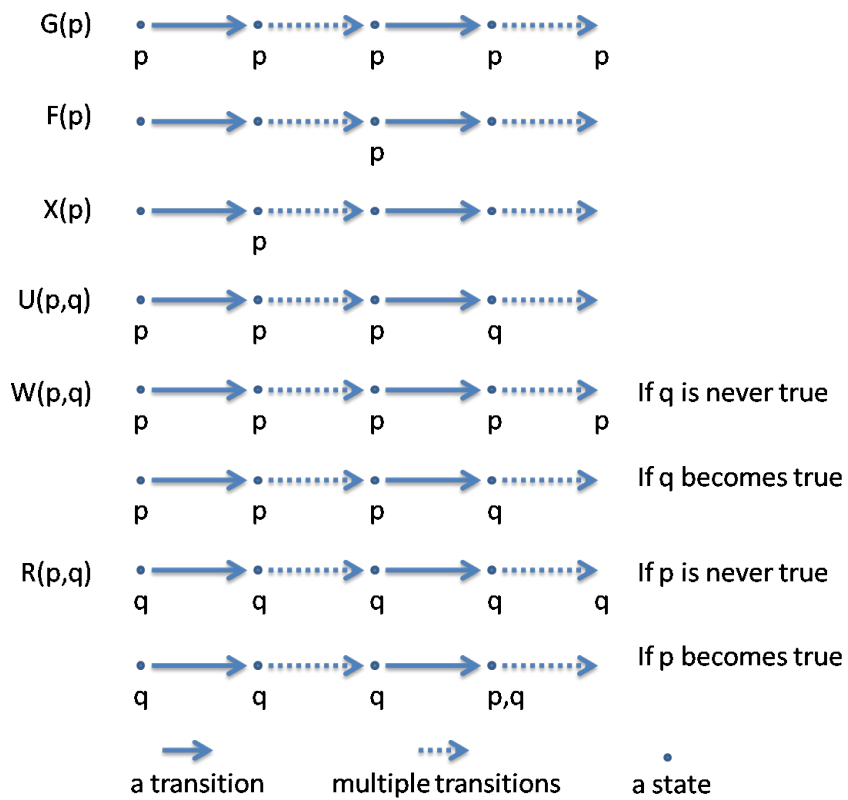 G(p)
p p p p p
F(p)
p
X(p)
p
U(p,q)
p p p q
W(p,q) If q is never true
p p p p p
If q becomes true
p p p q
R(p,q) If p is never true
q q q q q
If p becomes true
q q q p,q
a transition multiple transitions a state